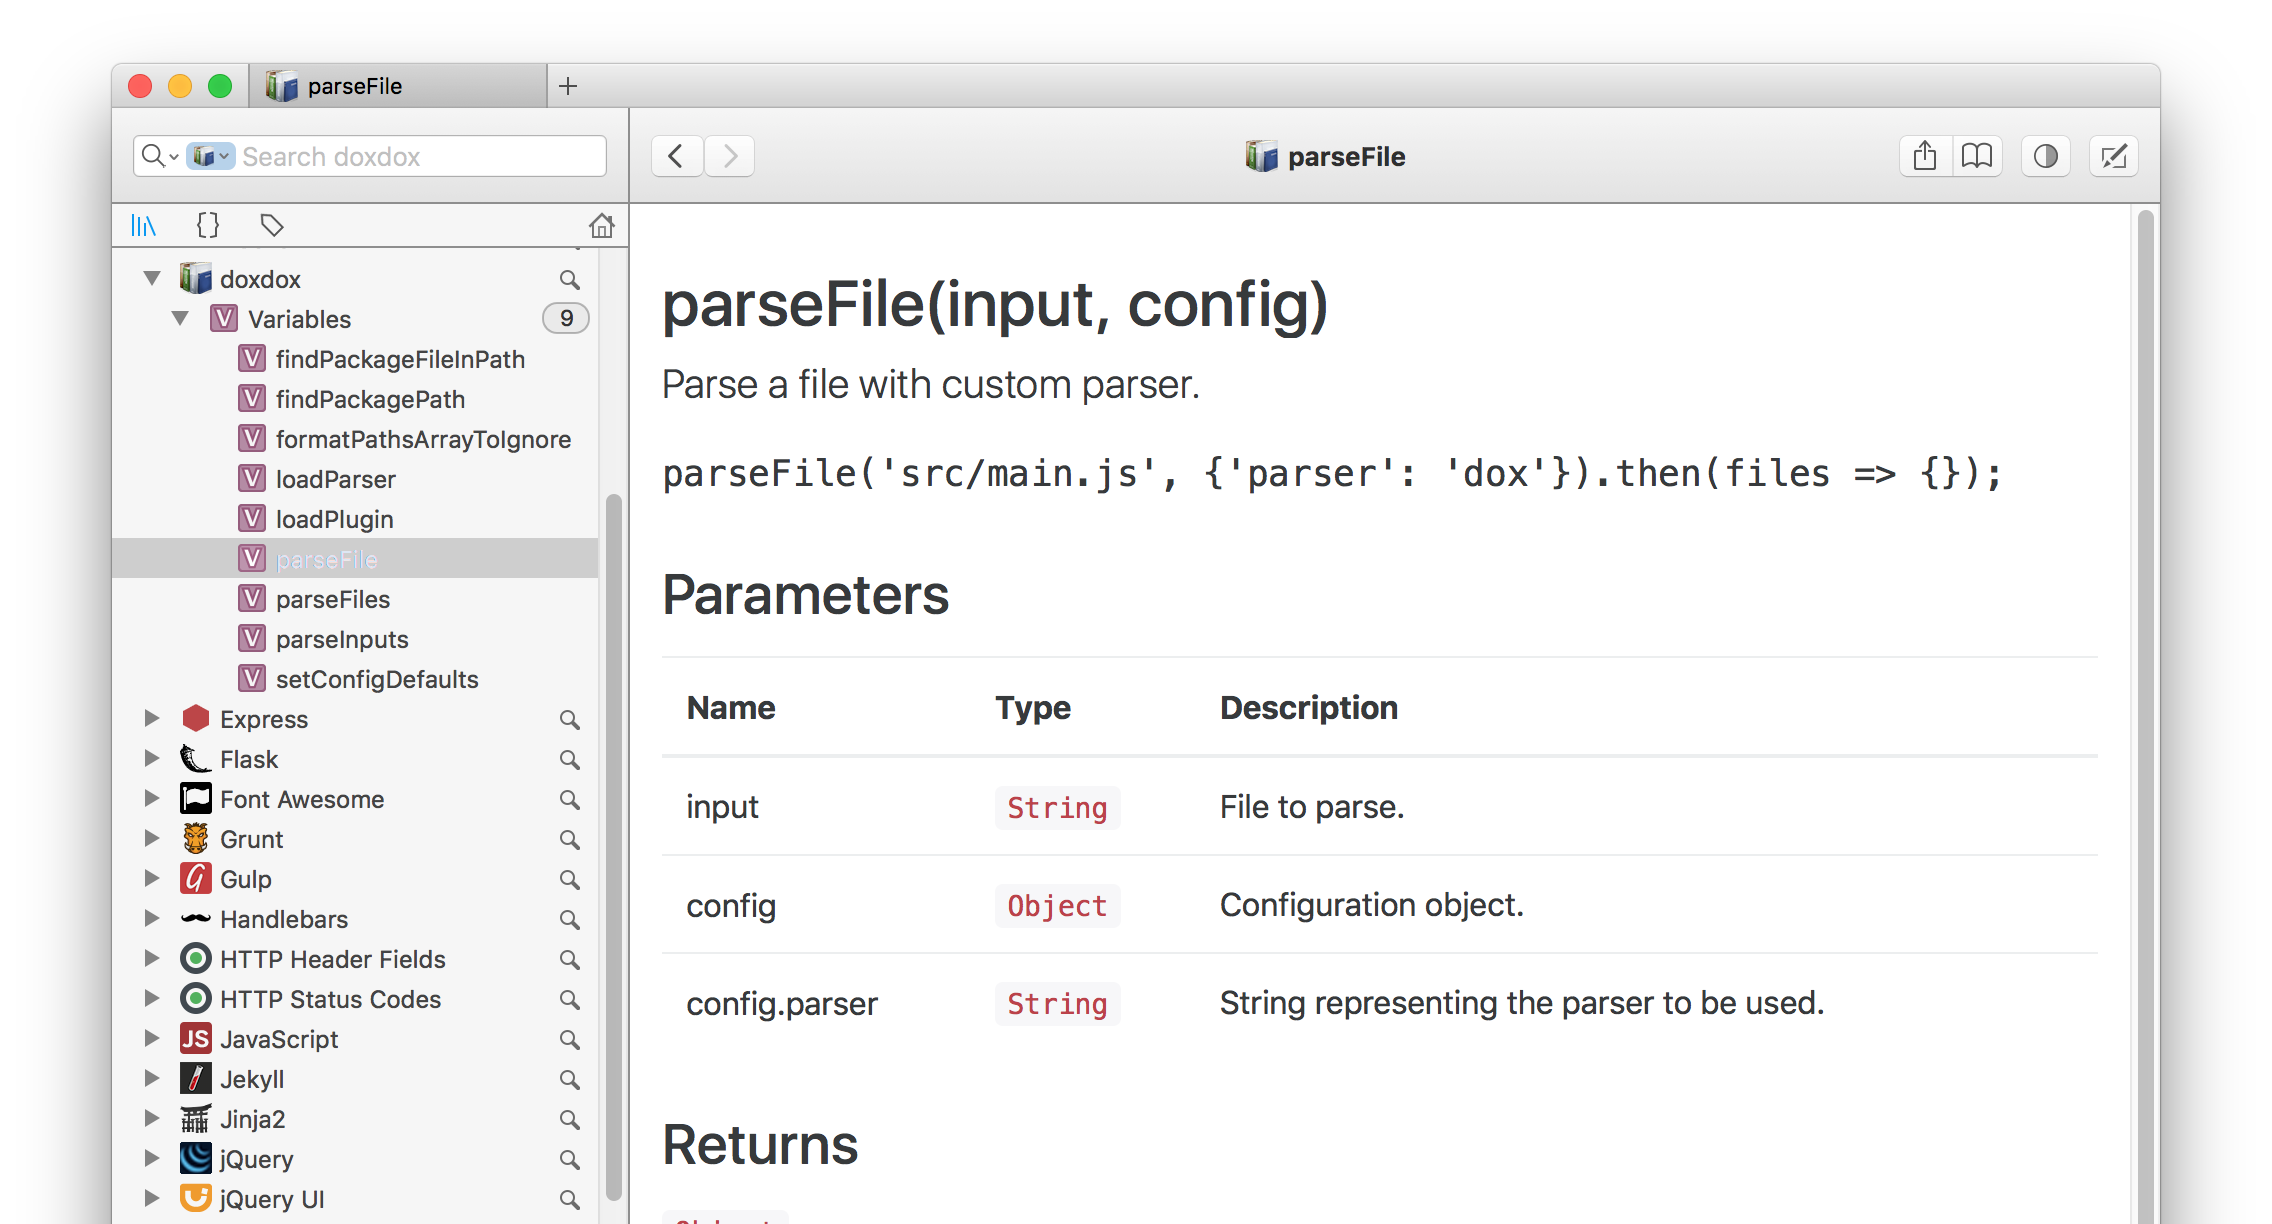 parseFile
Search doxdox
parseFile
doxdox
Variables 9
findPackageFileInPath
findPackagePath
formatPathsArrayToIgnore
loadParser
loadPlugin
parseFile
parseFiles
parseInputs
setConfigDefaults
Express
Flask
Font Awesome
Grunt
Gulp
Handlebars
HTTP Header Fields
HTTP Status Codes
JavaScript
Jekyll
Jinja2
jQuery
jQuery UI
parseFile(input, config)
Parse a file with custom parser.
parseFile('src/main.js', {'parser': 'dox'}).then(files => {});
Parameters
Name Type Description
input String File to parse.
config Object Configuration object.
config.parser String String representing the parser to be used.
Returns